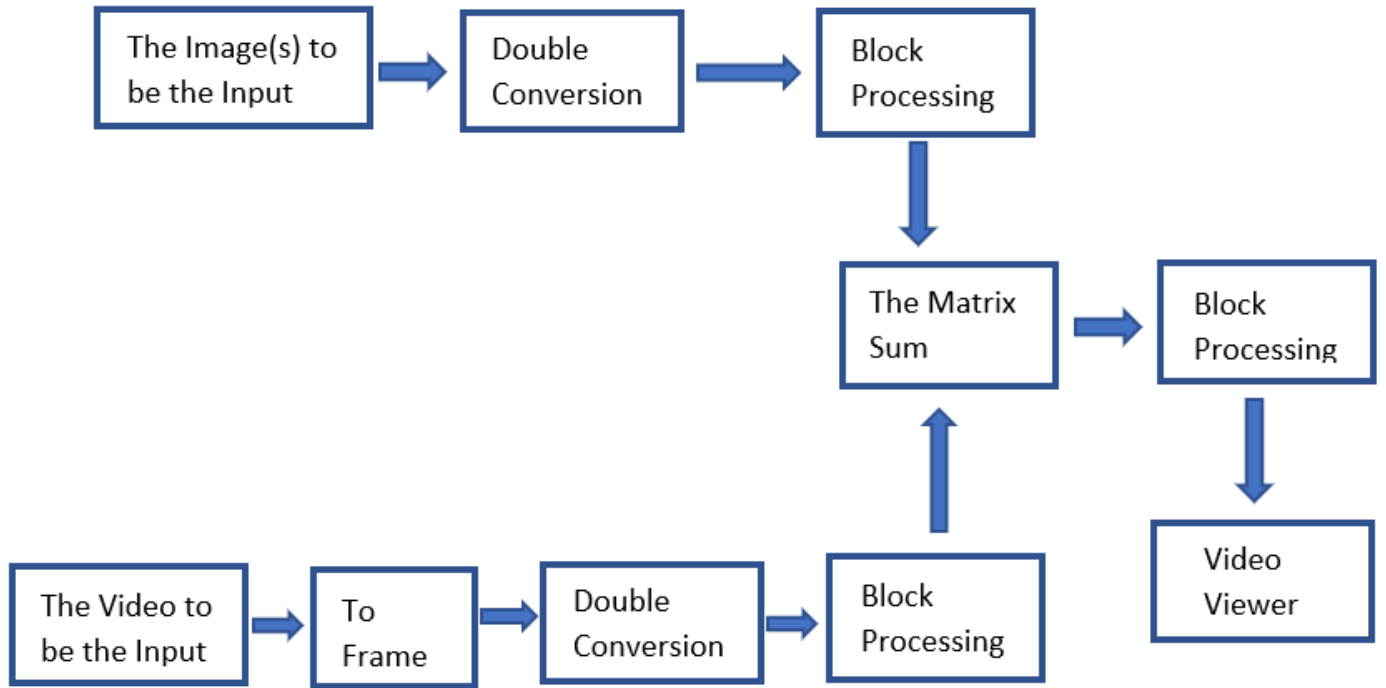 The Image(s) to
be the Input
Double
Conversion
Block
Processing
The Matrix
Sum
Block
Processing
The Video to
be the Input
To
Frame
Double
Conversion
Block
Processing
Video
Viewer